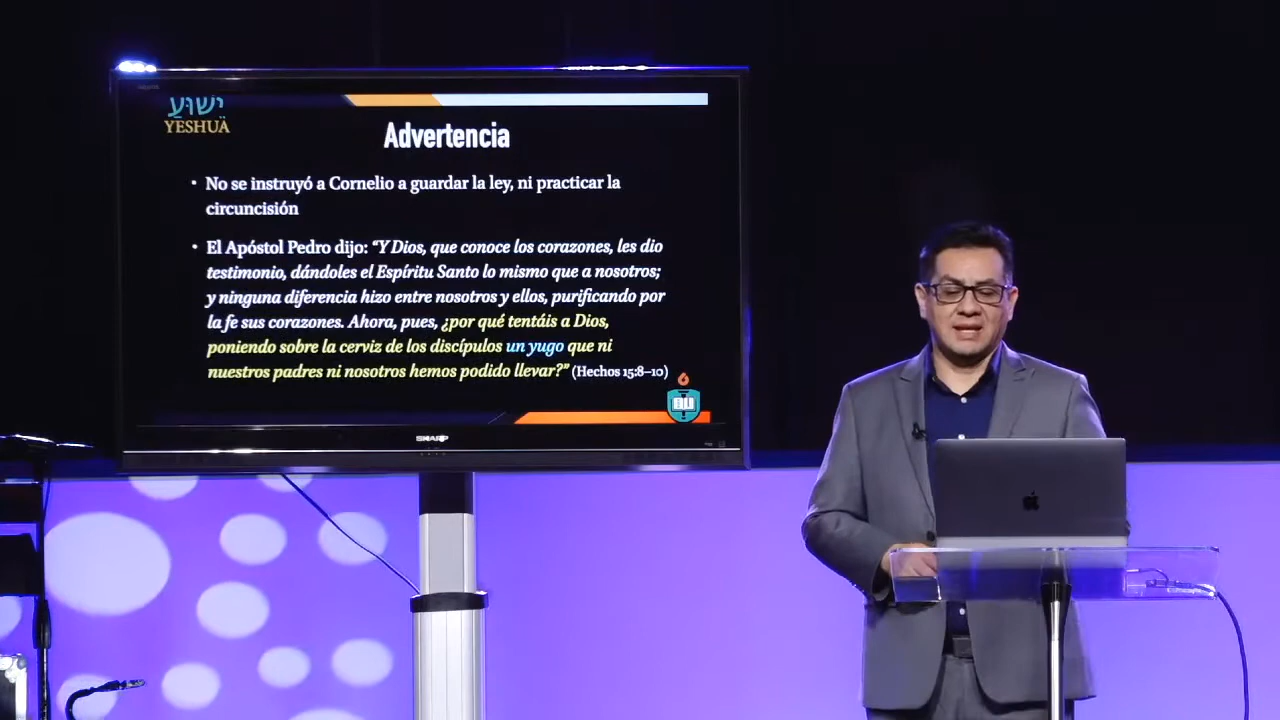 יֵשׁוּעַ
YESHUÄ
Advertencia
• No se instruyó a Cornelio a guardar la ley, ni practicar la
circuncisión
• El Apóstol Pedro dijo: “Y Dios, que conoce los corazones, les dio
testimonio, dándoles el Espíritu Santo lo mismo que a nosotros;
y ninguna diferencia hizo entre nosotros y ellos, purificando por
la fe sus corazones. Ahora, pues, ¿por qué tentáis a Dios,
poniendo sobre la cerviz de los discípulos un yugo que ni
nuestros padres ni nosotros hemos podido llevar?” (Hechos 15:8–10)
SHARP